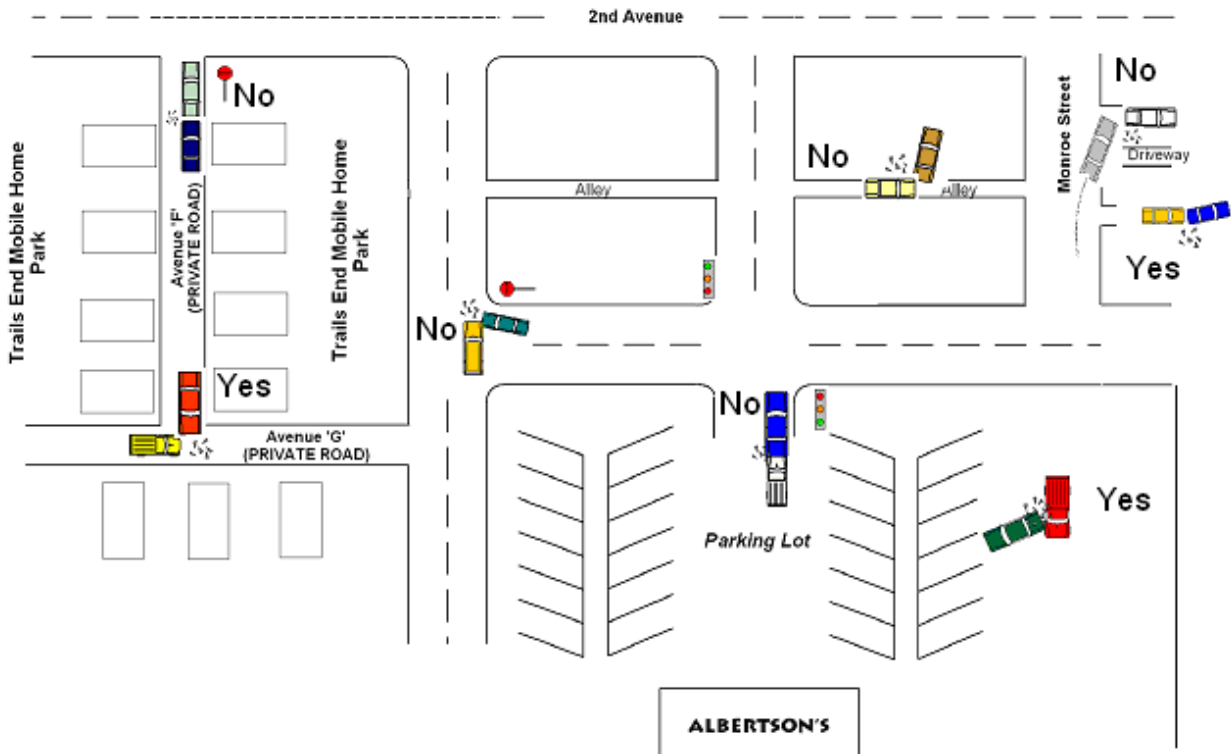 2nd Avenue
No
No
Monroe Street
Driveway
No
Alley
Alley
Trails End Mobile Home
Park
Avenue 'F'
(PRIVATE ROAD)
Trails End Mobile Home
Park
Yes
No
Yes
No
Avenue 'G'
(PRIVATE ROAD)
Yes
Parking Lot
ALBERTSON'S